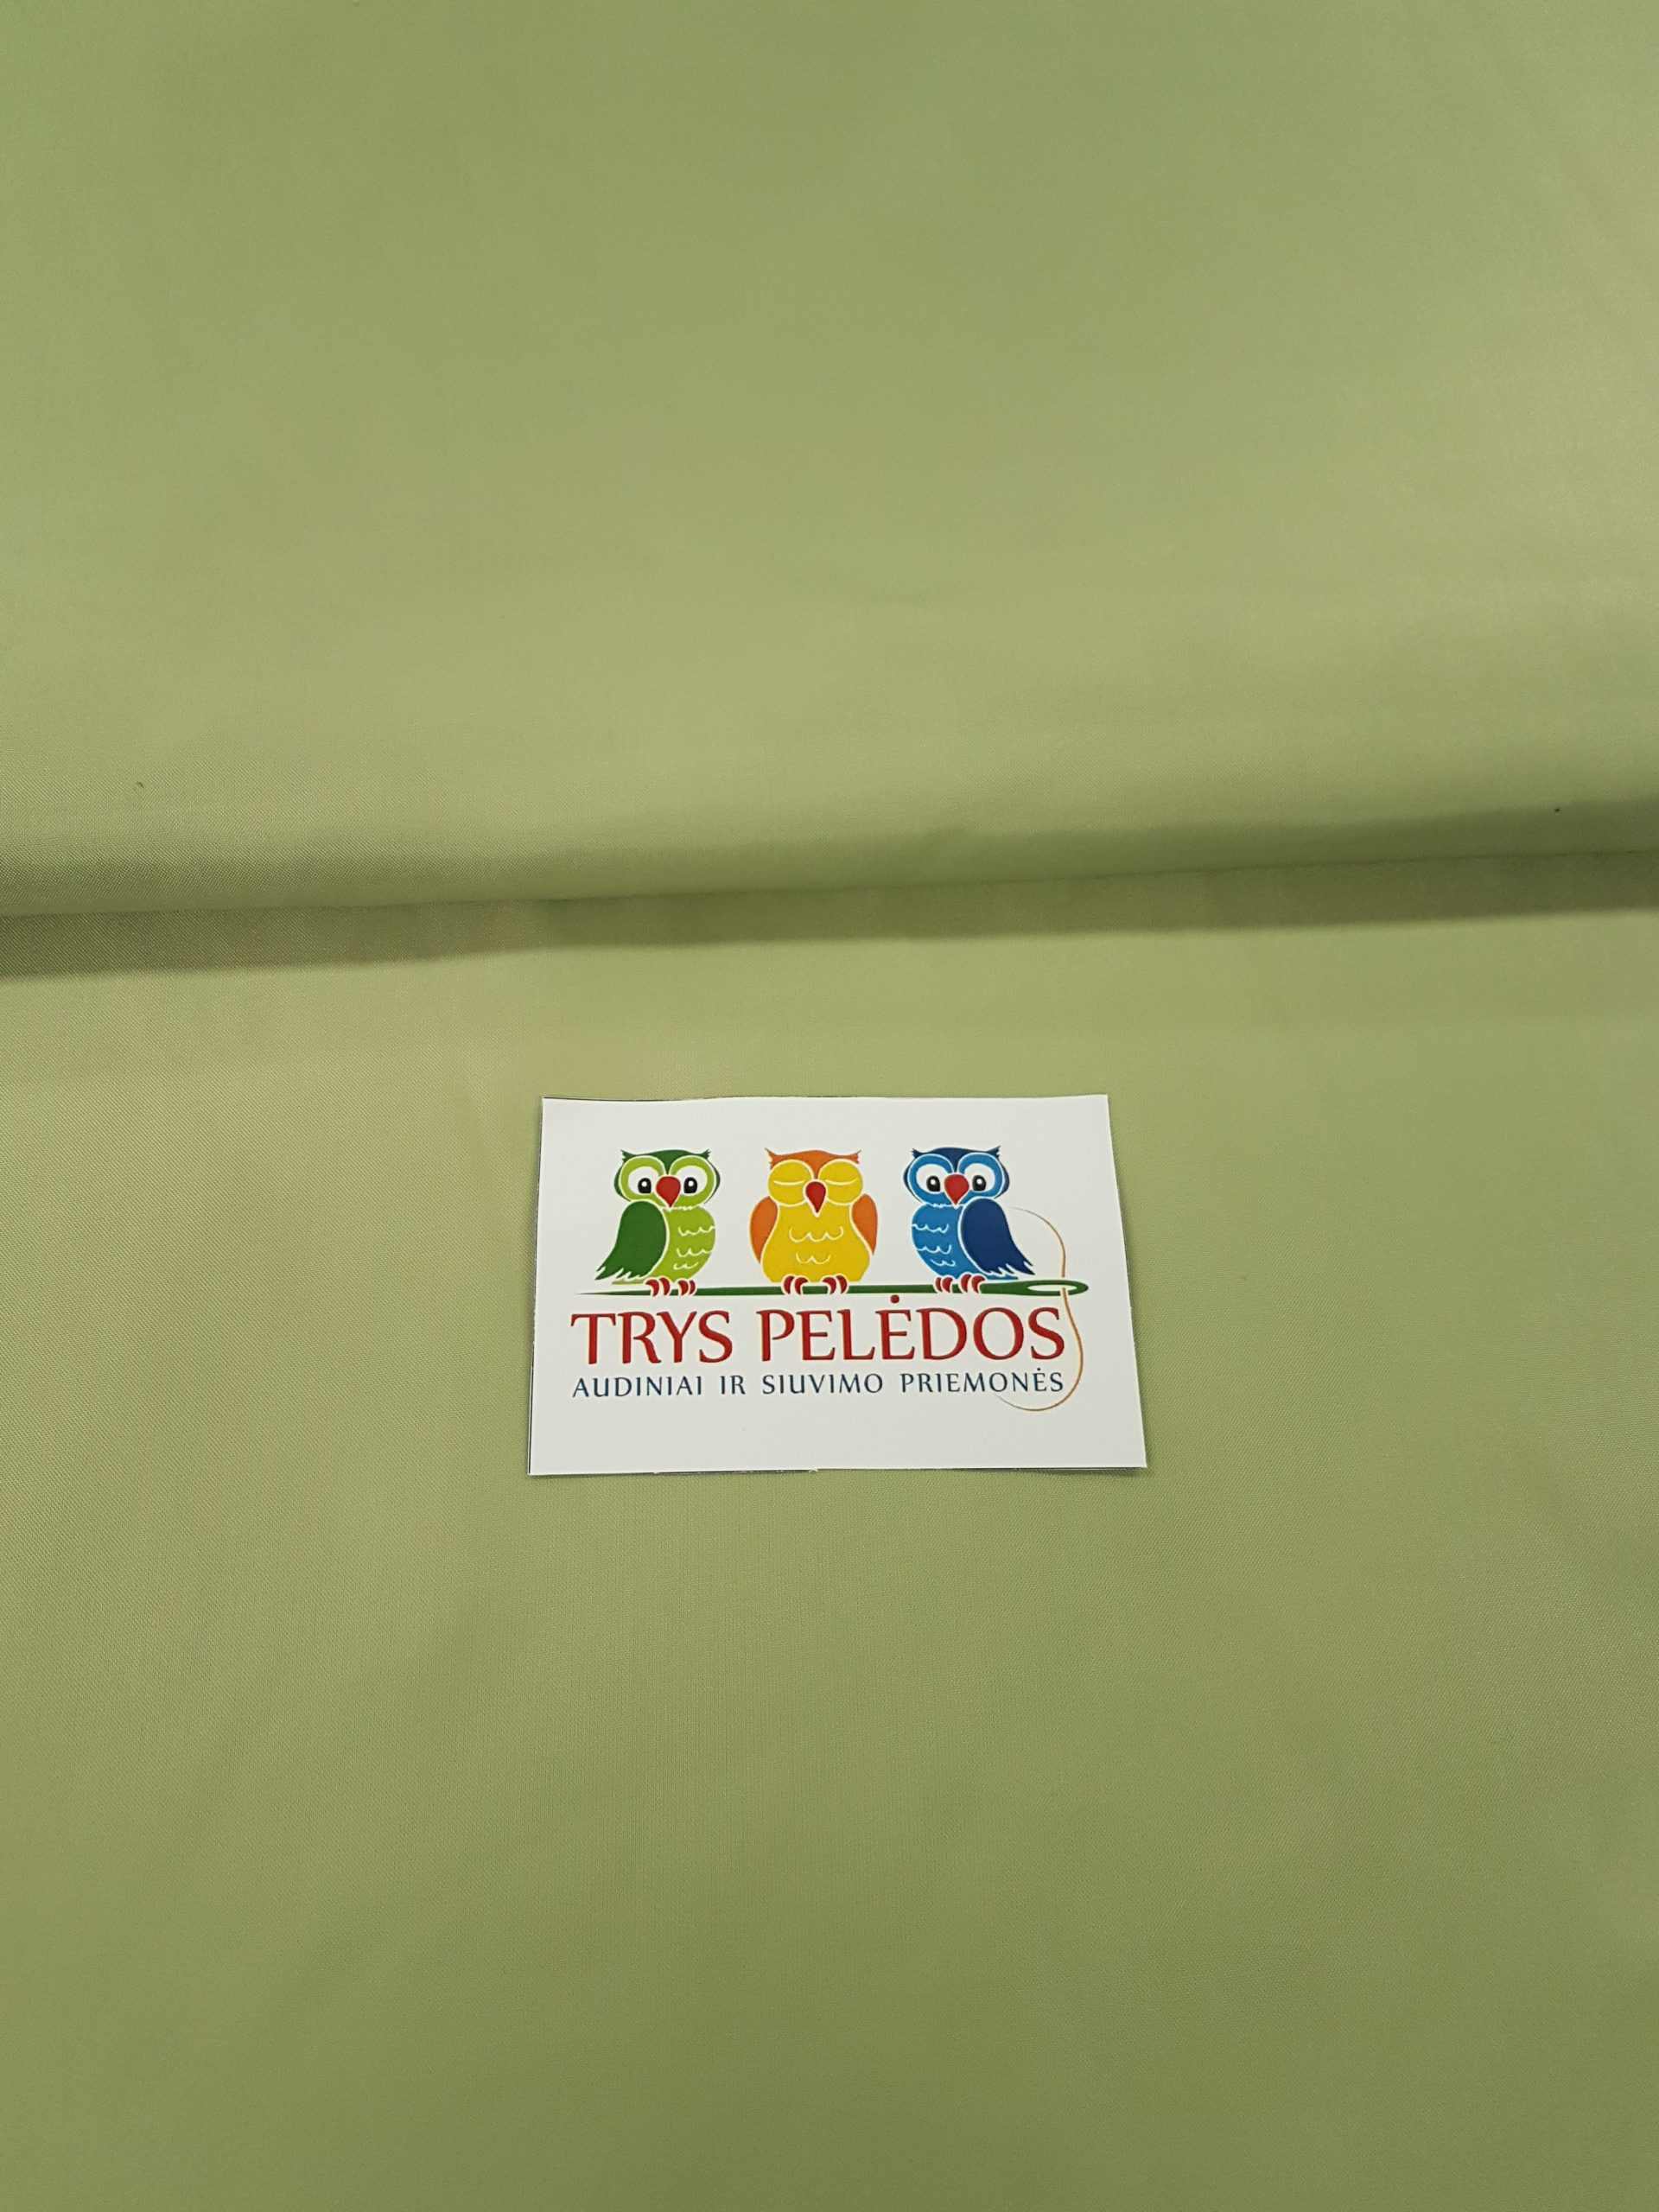 TRYS PELĖDOS
AUDINIAI IR SIUVIMO PRIEMONĖS